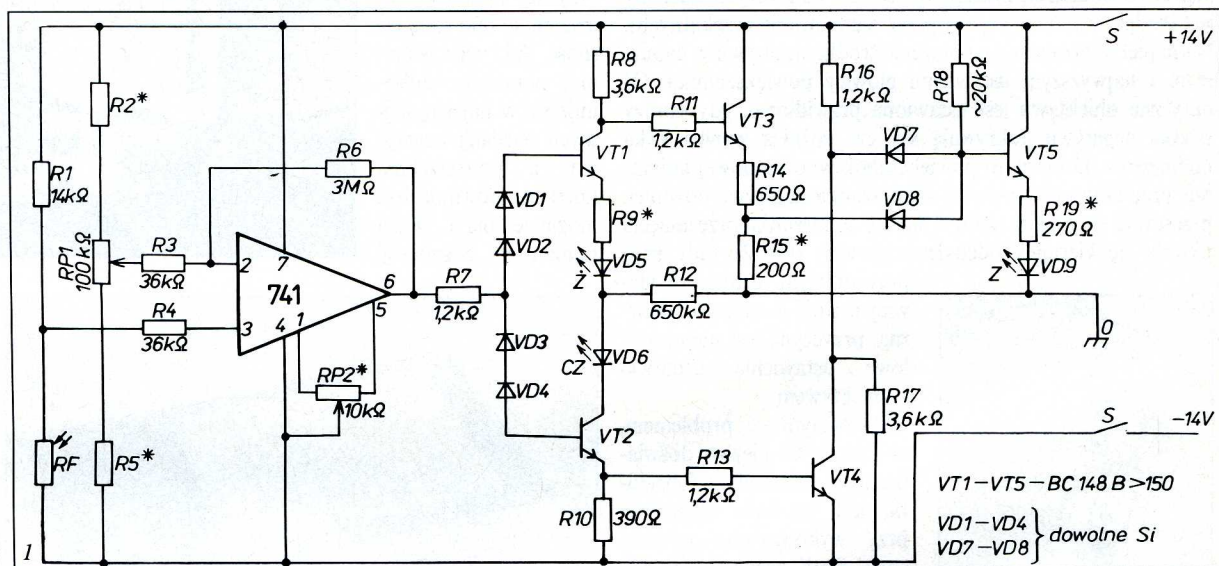 S
+14V
R2*
R8
3,6kΩ
R11
1,2kΩ
VT3
R16
1,2kΩ
R18
~20kΩ
R1
14kΩ
R6
3MΩ
VT1
VD7
VT5
RP1
100kΩ
R3
36kΩ
2
7
741
6
5
4
1
3
R7
1,2kΩ
VD1
VD2
R9*
VD5
Ż
R14
650Ω
VD8
R15*
200Ω
R19*
270Ω
Z
VD9
R4
36kΩ
RP2*
10kΩ
VD3
VD4
R12
650kΩ
CZ
VD6
0
R17
3,6kΩ
S
-14V
RF
R5*
VT2
R13
1,2kΩ
VT4
R10
390Ω
VT1-VT5-BC 148 B>150
VD1-VD4
VD7-VD8
} dowolne Si
1